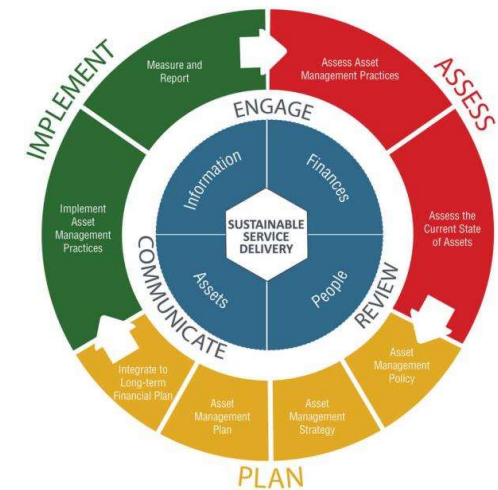 IMPLEMENT
Measure and
Report
Assess Asset
Management Practices
ASSESS
ENGAGE
Information
Finances
Implement
Asset
Management
Practices
SUSTAINABLE
SERVICE
DELIVERY
Assess the
Current State
of Assets
COMMUNICATE
Assets
People
REVIEW
Integrate to
Long-term
Financial Plan
Asset
Management
Plan
Asset
Management
Strategy
Asset
Management
Policy
PLAN